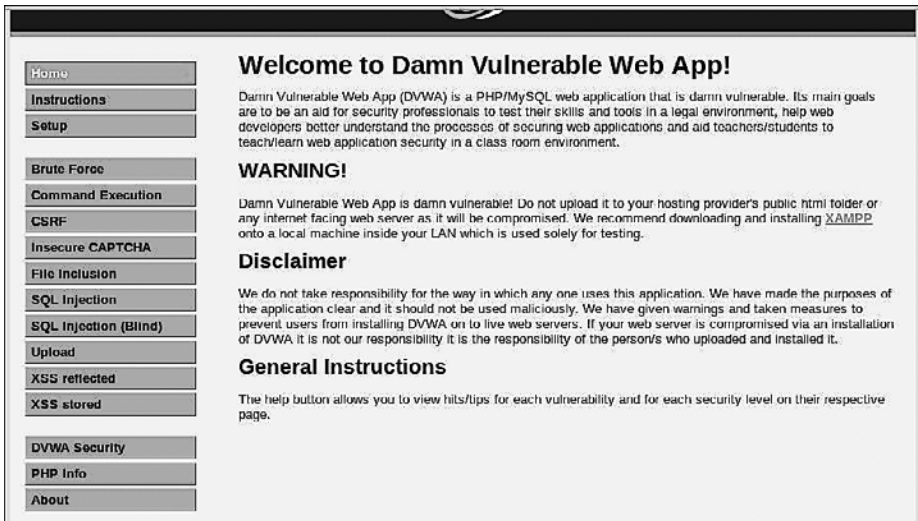 Home
Instructions
Setup
Brute Force
Command Execution
CSRF
Insecure CAPTCHA
File Inclusion
SQL Injection
SQL Injection (Blind)
Upload
XSS reflected
XSS stored
DVWA Security
PHP Info
About
Welcome to Damn Vulnerable Web App!
Damn Vulnerable Web App (DVWA) is a PHP/MySQL web application that is damn vulnerable. Its main goals
are to be an aid for security professionals to test their skills and tools in a legal environment, help web
developers better understand the processes of securing web applications and aid teachers/students to
teach/learn web application security in a class room environment.
WARNING!
Damn Vulnerable Web App is damn vulnerable! Do not upload it to your hosting provider's public html folder or
any internet facing web server as it will be compromised. We recommend downloading and installing XAMPP
onto a local machine inside your LAN which is used solely for testing.
Disclaimer
We do not take responsibility for the way in which any one uses this application. We have made the purposes of
the application clear and it should not be used maliciously. We have given warnings and taken measures to
prevent users from installing DVWA on to live web servers. If your web server is compromised via an installation
of DVWA it is not our responsibility it is the responsibility of the person/s who uploaded and installed it.
General Instructions
The help button allows you to view hits/tips for each vulnerability and for each security level on their respective
page.